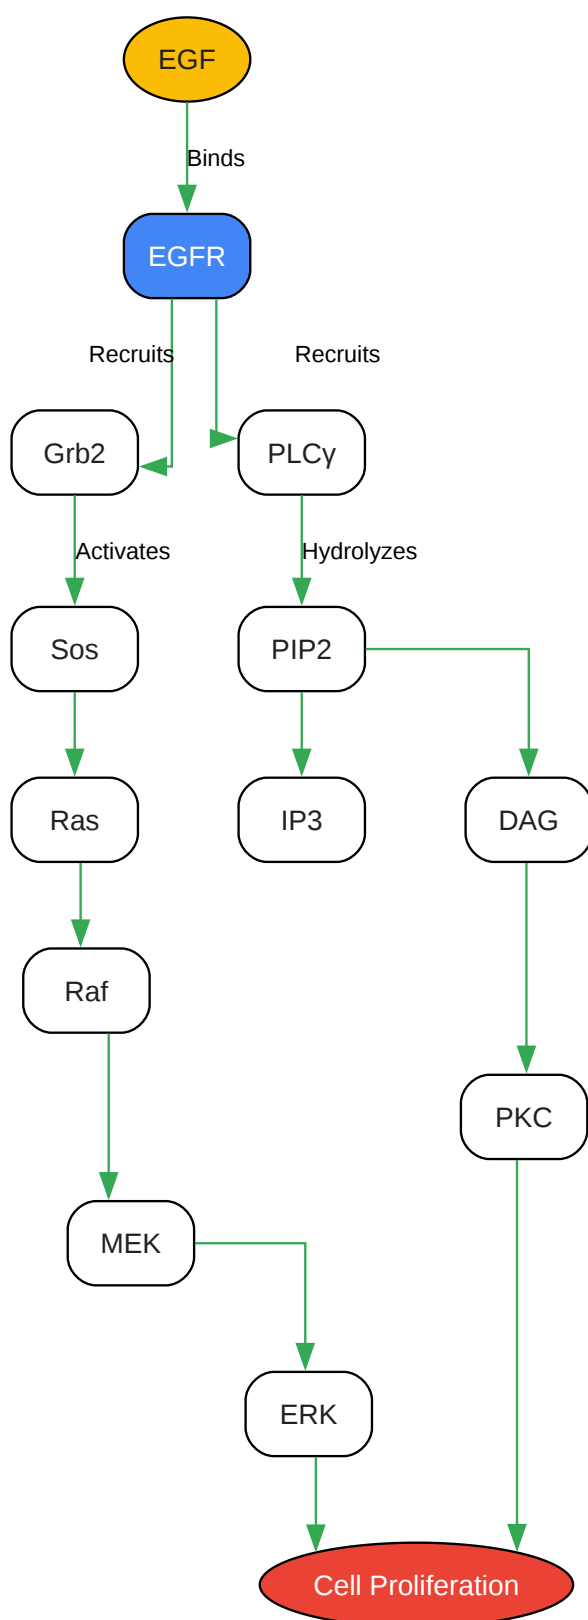 EGF
Binds
EGFR
Recruits
Recruits
Grb2
PLCγ
Activates
Hydrolyzes
Sos
PIP2
Ras
IP3
DAG
Raf
PKC
MEK
ERK
Cell Proliferation